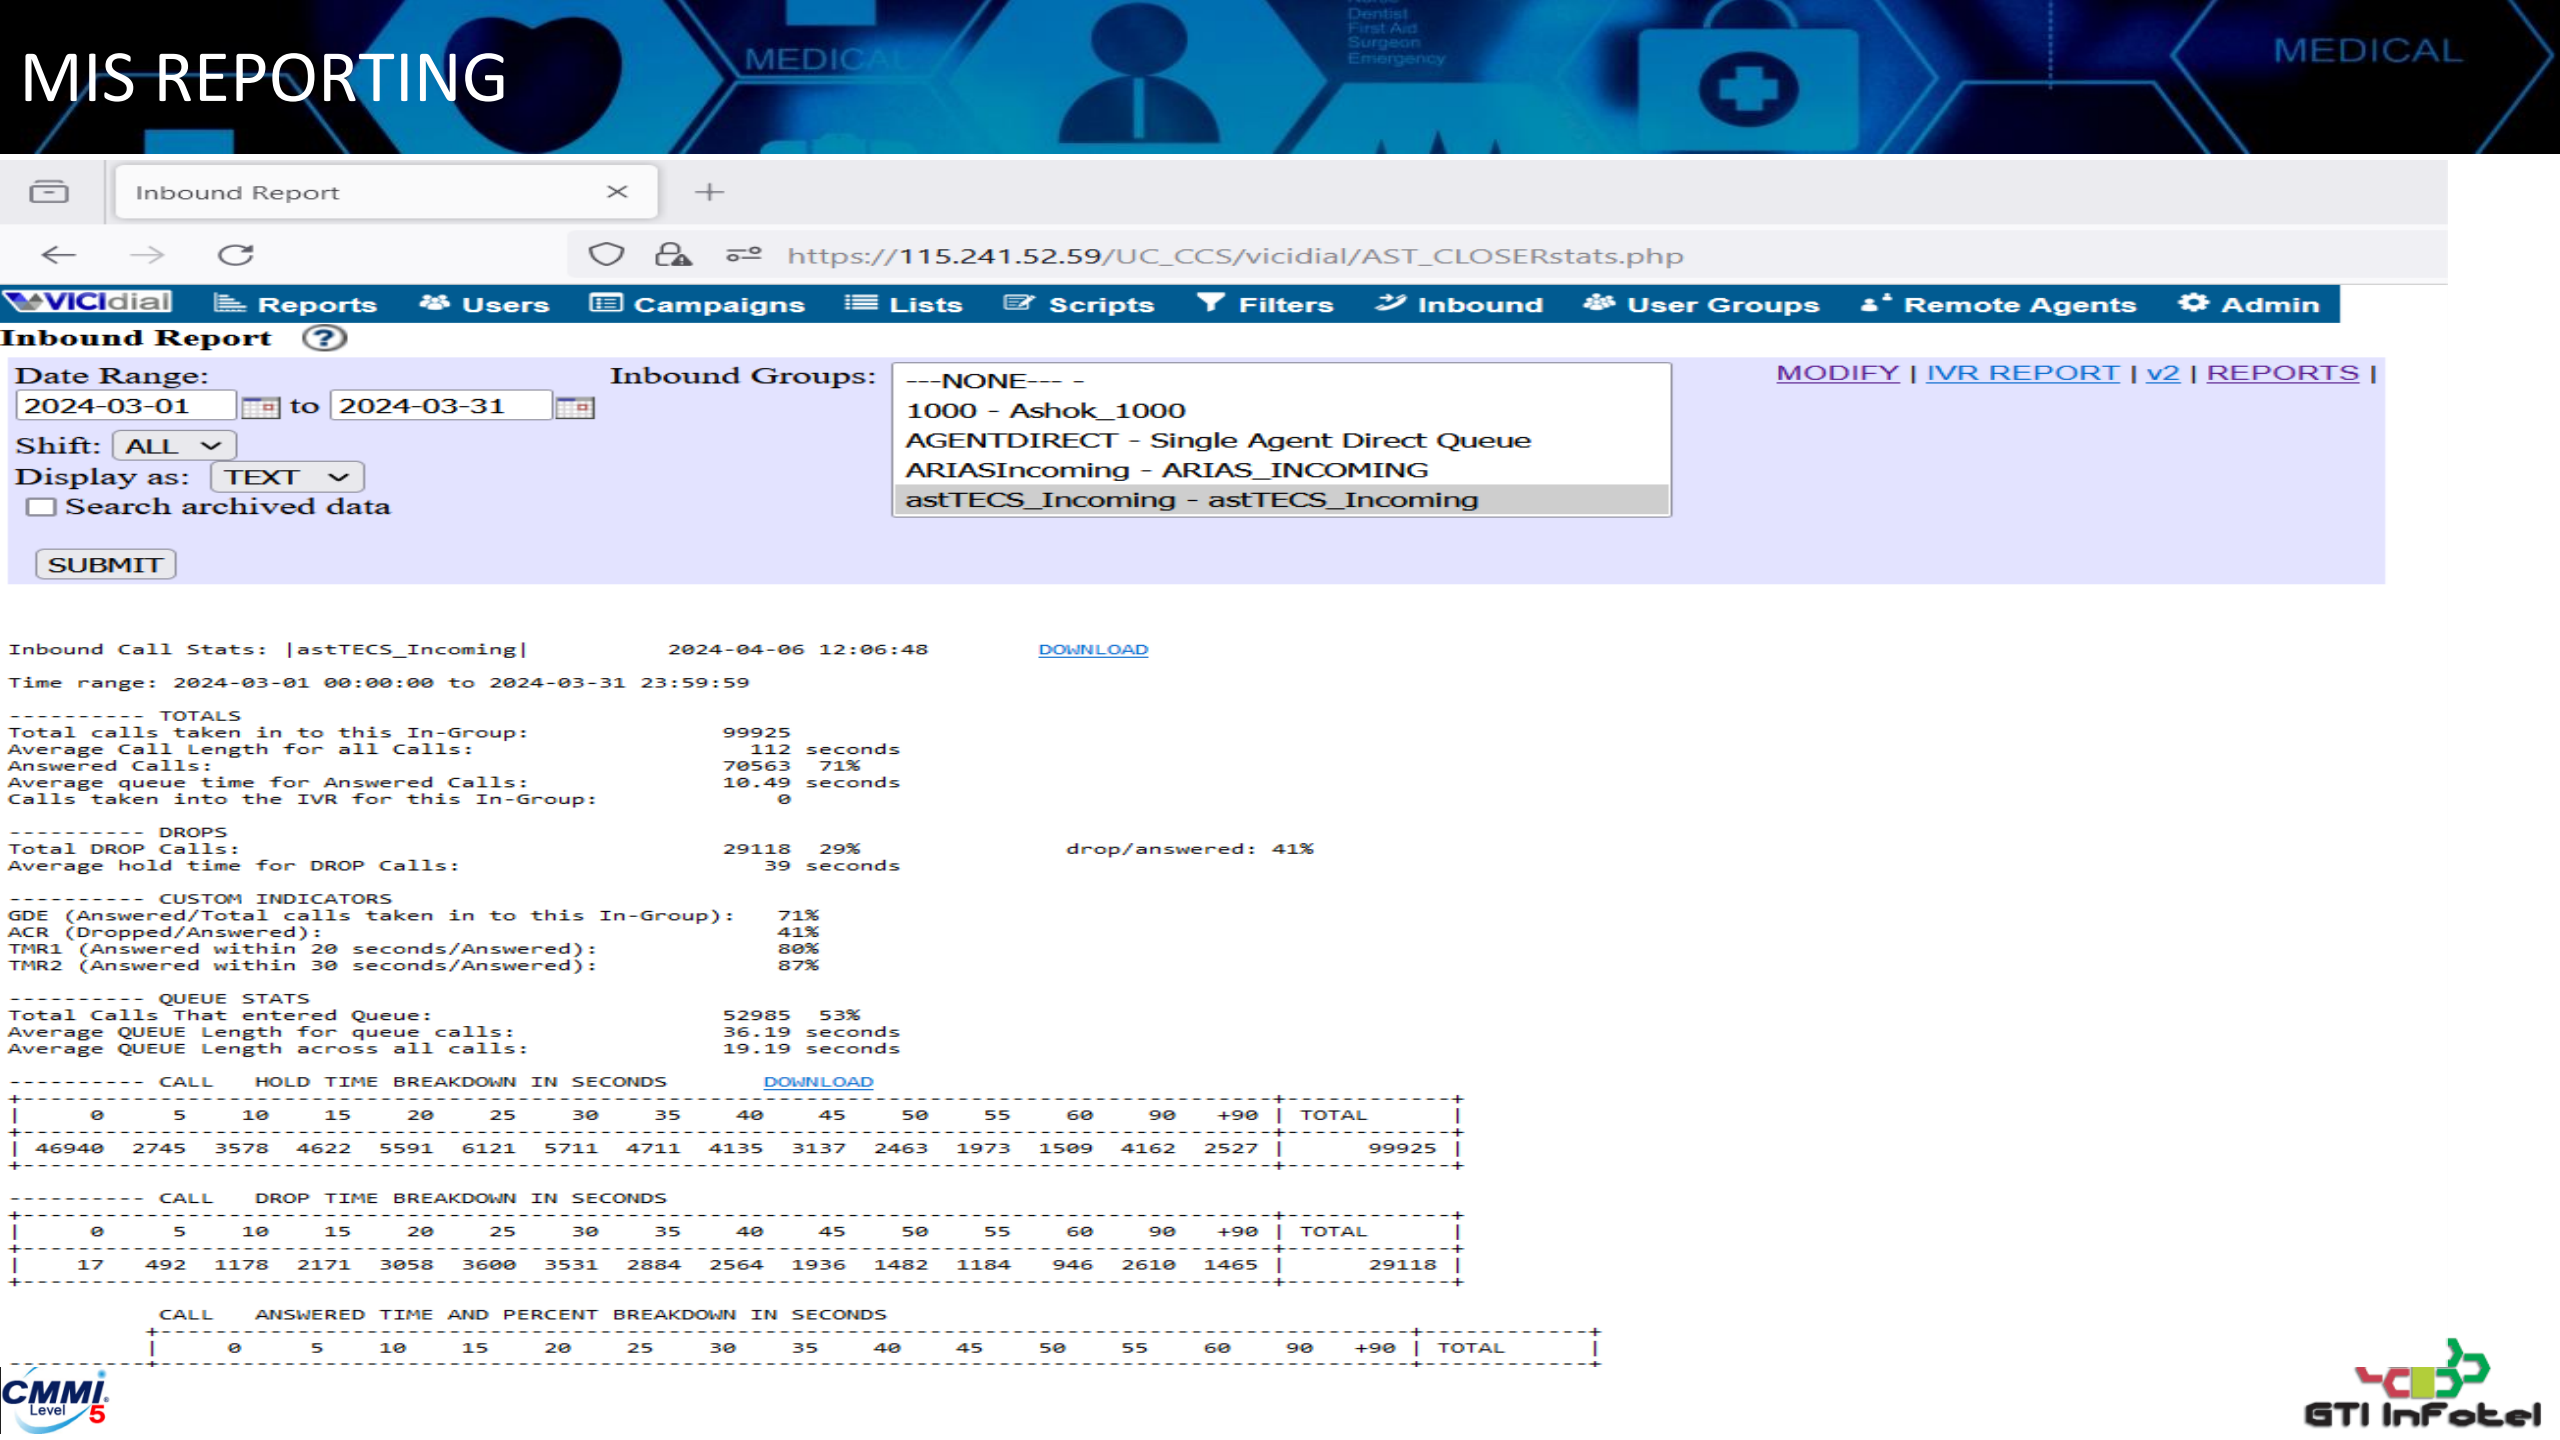 MIS REPORTING
MEDICAL
Dentist
First Aid
Surgeon
Emergency
MEDICAL
Inbound Report
https://115.241.52.59/UC_CCS/vicidial/AST_CLOSERstats.php
VICIdial Reports Users Campaigns Lists Scripts Filters Inbound User Groups Remote Agents Admin
Inbound Report ?
Date Range:
2024-03-01 to 2024-03-31
Shift: ALL
Display as: TEXT
Search archived data
SUBMIT
Inbound Groups:
---NONE--- -
1000 - Ashok_1000
AGENTDIRECT - Single Agent Direct Queue
ARIASIncoming - ARIAS_INCOMING
astTECS_Incoming - astTECS_Incoming
MODIFY | IVR REPORT | v2 | REPORTS |
Inbound Call Stats: |astTECS_Incoming| 2024-04-06 12:06:48 DOWNLOAD
Time range: 2024-03-01 00:00:00 to 2024-03-31 23:59:59
---------- TOTALS
Total calls taken in to this In-Group: 99925
Average Call Length for all Calls: 112 seconds
Answered Calls: 70563 71%
Average queue time for Answered Calls: 10.49 seconds
Calls taken into the IVR for this In-Group: 0
---------- DROPS
Total DROP Calls: 29118 29% drop/answered: 41%
Average hold time for DROP Calls: 39 seconds
---------- CUSTOM INDICATORS
GDE (Answered/Total calls taken in to this In-Group): 71%
ACR (Dropped/Answered): 41%
TMR1 (Answered within 20 seconds/Answered): 80%
TMR2 (Answered within 30 seconds/Answered): 87%
---------- QUEUE STATS
Total Calls That entered Queue: 52985 53%
Average QUEUE Length for queue calls: 36.19 seconds
Average QUEUE Length across all calls: 19.19 seconds
---------- CALL HOLD TIME BREAKDOWN IN SECONDS DOWNLOAD
| 0 5 10 15 20 25 30 35 40 45 50 55 60 90 +90 | TOTAL |
| 46940 2745 3578 4622 5591 6121 5711 4711 4135 3137 2463 1973 1509 4162 2527 | 99925 |
---------- CALL DROP TIME BREAKDOWN IN SECONDS
| 0 5 10 15 20 25 30 35 40 45 50 55 60 90 +90 | TOTAL |
| 17 492 1178 2171 3058 3600 3531 2884 2564 1936 1482 1184 946 2610 1465 | 29118 |
CALL ANSWERED TIME AND PERCENT BREAKDOWN IN SECONDS
| 0 5 10 15 20 25 30 35 40 45 50 55 60 90 +90 | TOTAL |
CMMI
Level 5
GTI InFotel